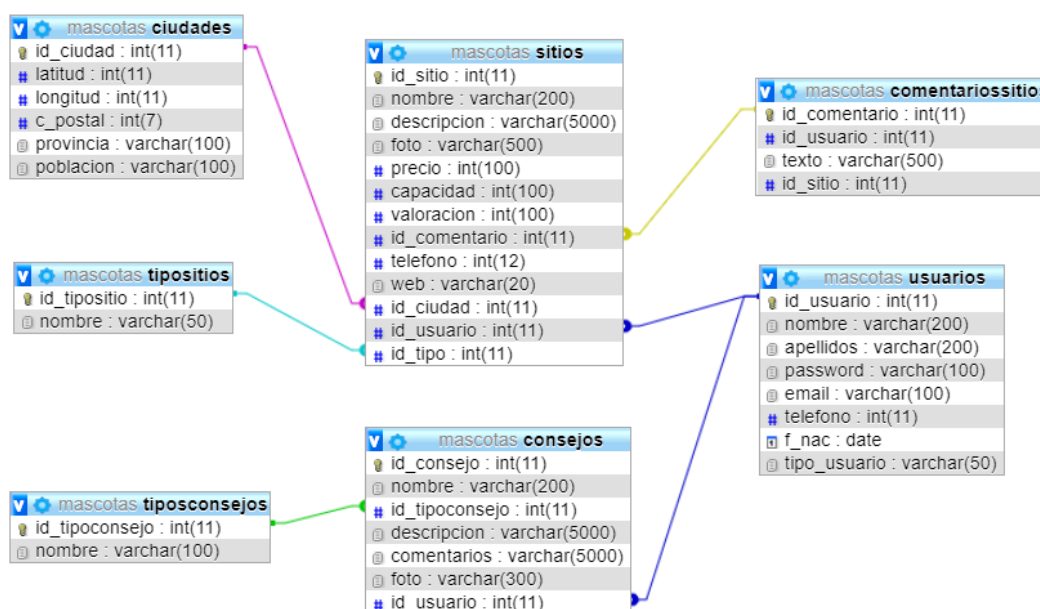 mascotas ciudades
id_ciudad : int(11)
latitud : int(11)
longitud : int(11)
c_postal : int(7)
provincia : varchar(100)
poblacion : varchar(100)
mascotas sitios
id_sitio : int(11)
nombre : varchar(200)
descripcion : varchar(5000)
foto : varchar(500)
precio : int(100)
capacidad : int(100)
valoracion : int(100)
id_comentario : int(11)
telefono : int(12)
web : varchar(20)
id_ciudad : int(11)
id_usuario : int(11)
id_tipo : int(11)
mascotas comentariossitios
id_comentario : int(11)
id_usuario : int(11)
texto : varchar(500)
id_sitio : int(11)
mascotas tipositios
id_tipositio : int(11)
nombre : varchar(50)
mascotas usuarios
id_usuario : int(11)
nombre : varchar(200)
apellidos : varchar(200)
password : varchar(100)
email : varchar(100)
telefono : int(11)
f_nac : date
tipo_usuario : varchar(50)
mascotas tiposconsejos
id_tipoconsejo : int(11)
nombre : varchar(100)
mascotas consejos
id_consejo : int(11)
nombre : varchar(200)
id_tipoconsejo : int(11)
descripcion : varchar(5000)
comentarios : varchar(5000)
foto : varchar(300)
id_usuario : int(11)